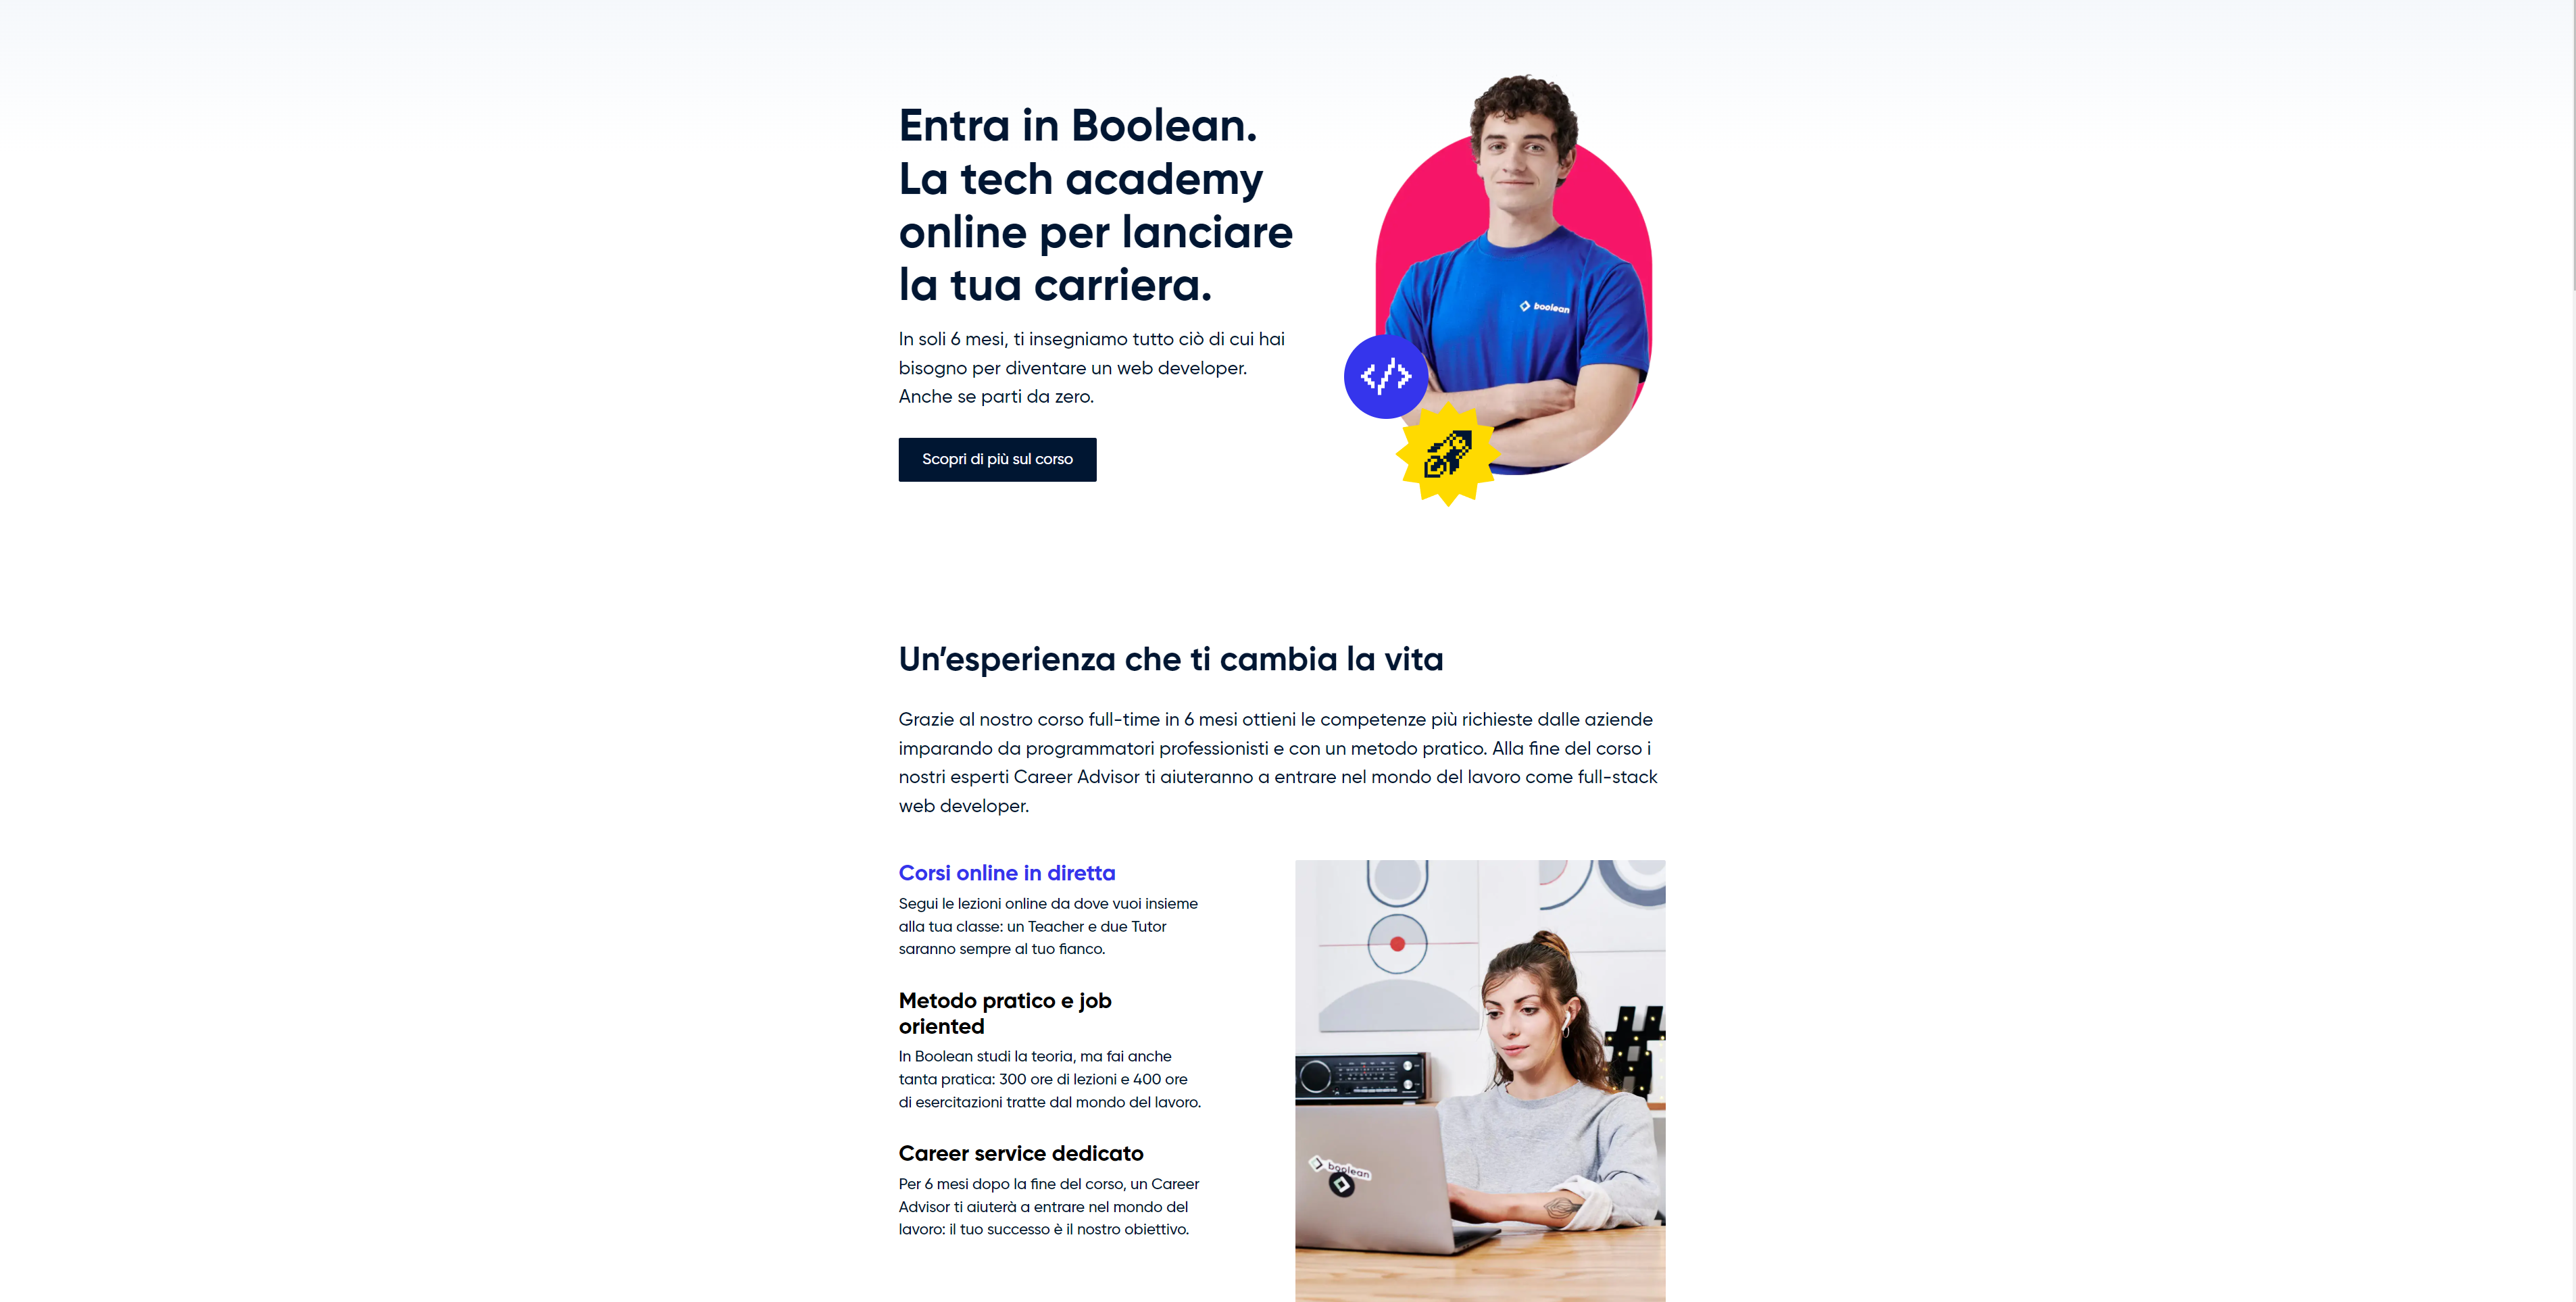 Entra in Boolean.
La tech academy
online per lanciare
la tua carriera.
In soli 6 mesi, ti insegniamo tutto ciò di cui hai
bisogno per diventare un web developer.
Anche se parti da zero.
Scopri di più sul corso
boolean
</>
Un’esperienza che ti cambia la vita
Grazie al nostro corso full-time in 6 mesi ottieni le competenze più richieste dalle aziende
imparando da programmatori professionisti e con un metodo pratico. Alla fine del corso i
nostri esperti Career Advisor ti aiuteranno a entrare nel mondo del lavoro come full-stack
web developer.
Corsi online in diretta
Segui le lezioni online da dove vuoi insieme
alla tua classe: un Teacher e due Tutor
saranno sempre al tuo fianco.
Metodo pratico e job
oriented
In Boolean studi la teoria, ma fai anche
tanta pratica: 300 ore di lezioni e 400 ore
di esercitazioni tratte dal mondo del lavoro.
Career service dedicato
Per 6 mesi dopo la fine del corso, un Career
Advisor ti aiuterà a entrare nel mondo del
lavoro: il tuo successo è il nostro obiettivo.
#
boolean